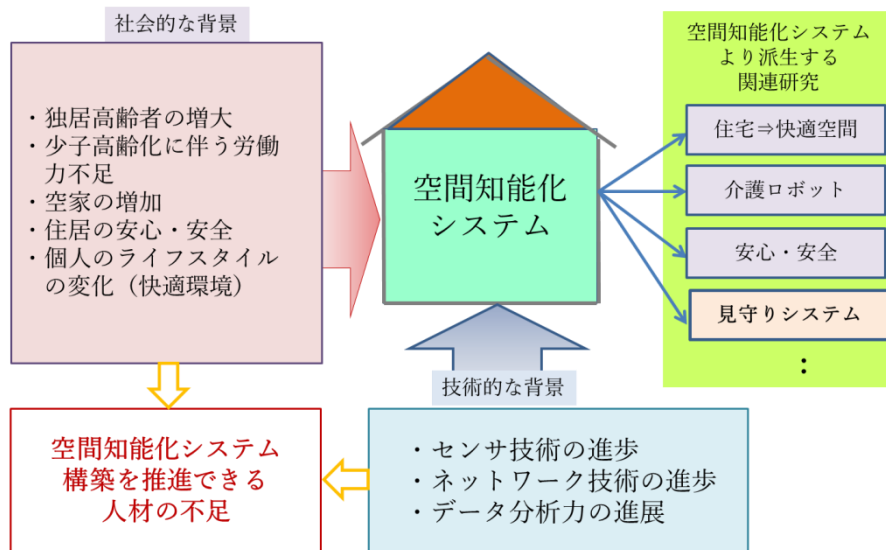 社会的な背景
・独居高齢者の増大
・少子高齢化に伴う労働
力不足
・空家の増加
・住居の安心・安全
・個人のライフスタイル
の変化（快適環境）
空間知能化
システム
空間知能化システム
より派生する
関連研究
住宅⇒快適空間
介護ロボット
安心・安全
見守りシステム
：
技術的な背景
・センサ技術の進歩
・ネットワーク技術の進歩
・データ分析力の進展
空間知能化システム
構築を推進できる
人材の不足